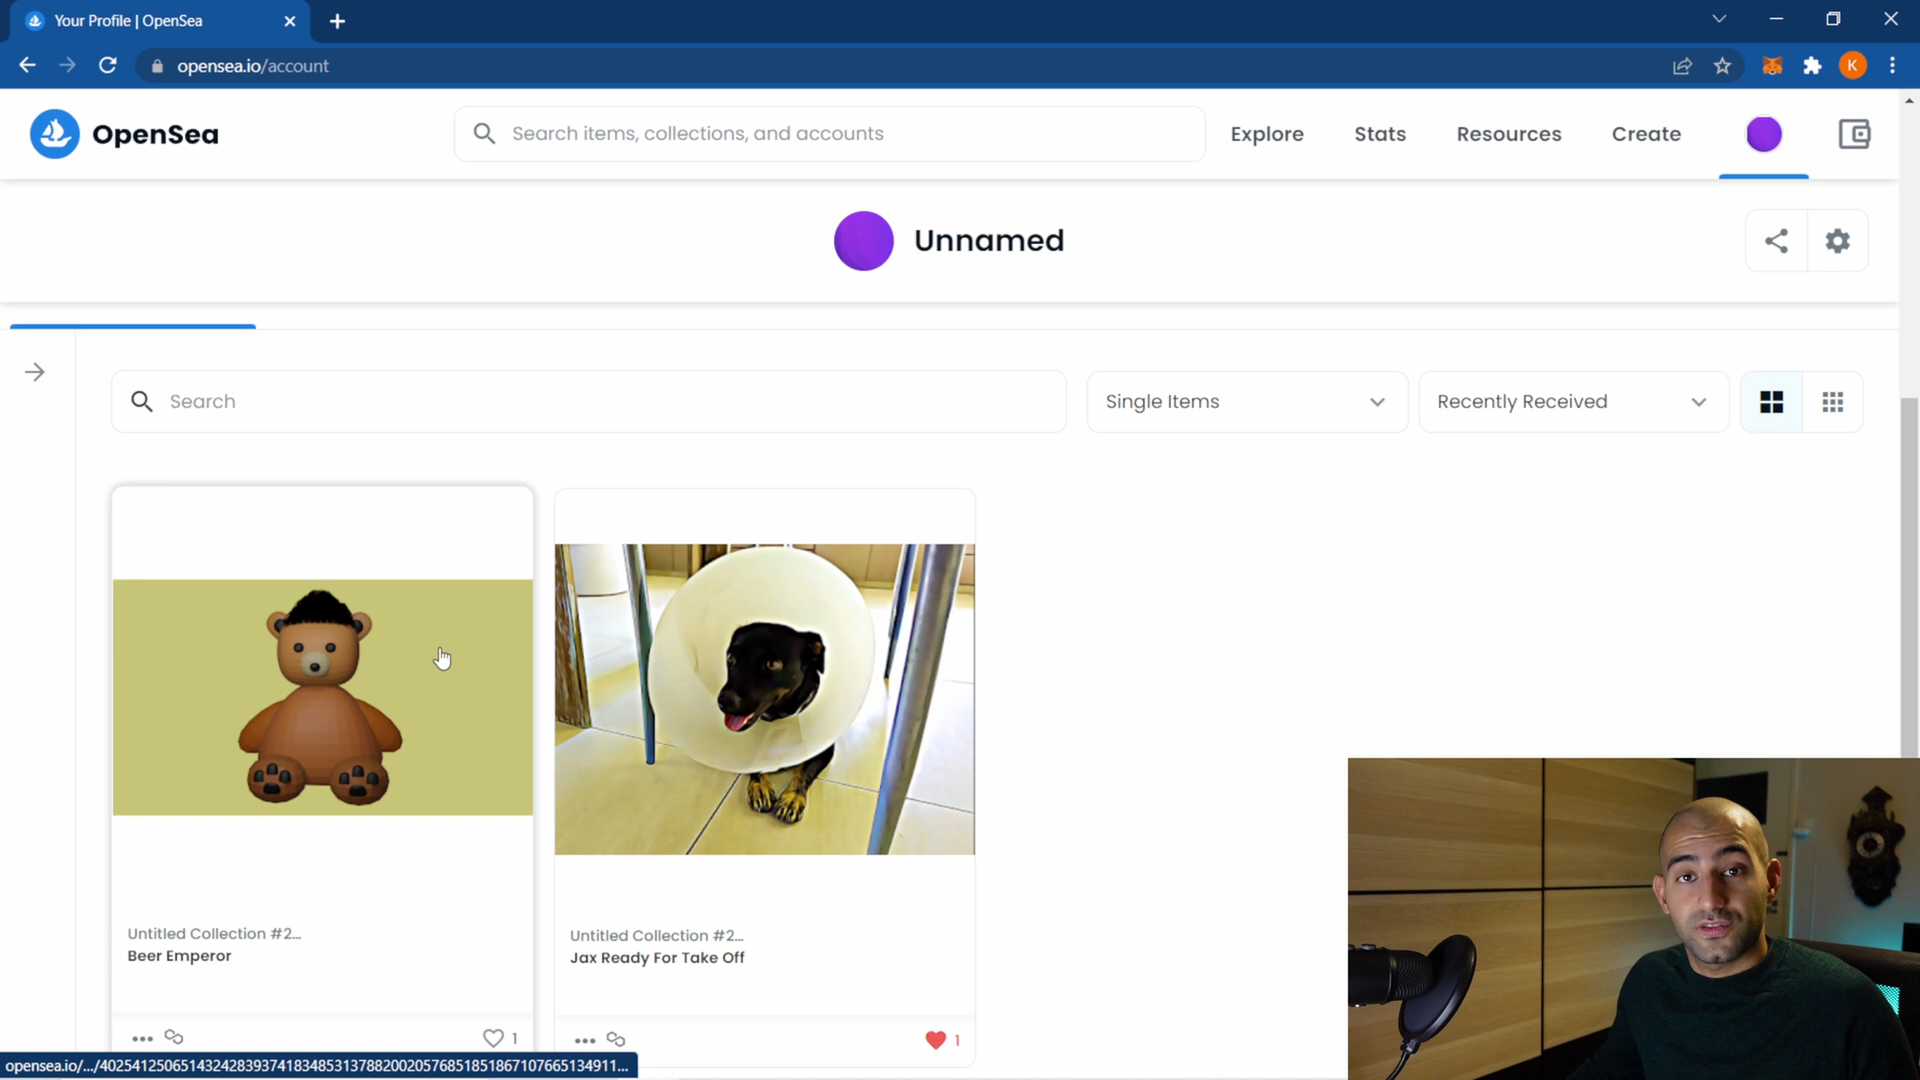 Your Profile | OpenSea
opensea.io/account
OpenSea
Search items, collections, and accounts
Explore
Stats
Resources
Create
K
Unnamed
Search
Single Items
Recently Received
Untitled Collection #2...
Beer Emperor
1
Untitled Collection #2...
Jax Ready For Take Off
1
opensea.io/.../402541250651432428393741834853137882002057685185186710766513491​1...